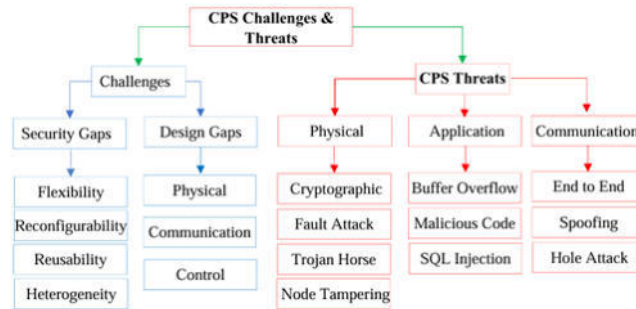 CPS Challenges &
Threats
Challenges
CPS Threats
Security Gaps
Design Gaps
Physical
Application
Communication
Flexibility
Reconfigurability
Reusability
Heterogeneity
Physical
Communication
Control
Cryptographic
Fault Attack
Trojan Horse
Node Tampering
Buffer Overflow
Malicious Code
SQL Injection
End to End
Spoofing
Hole Attack